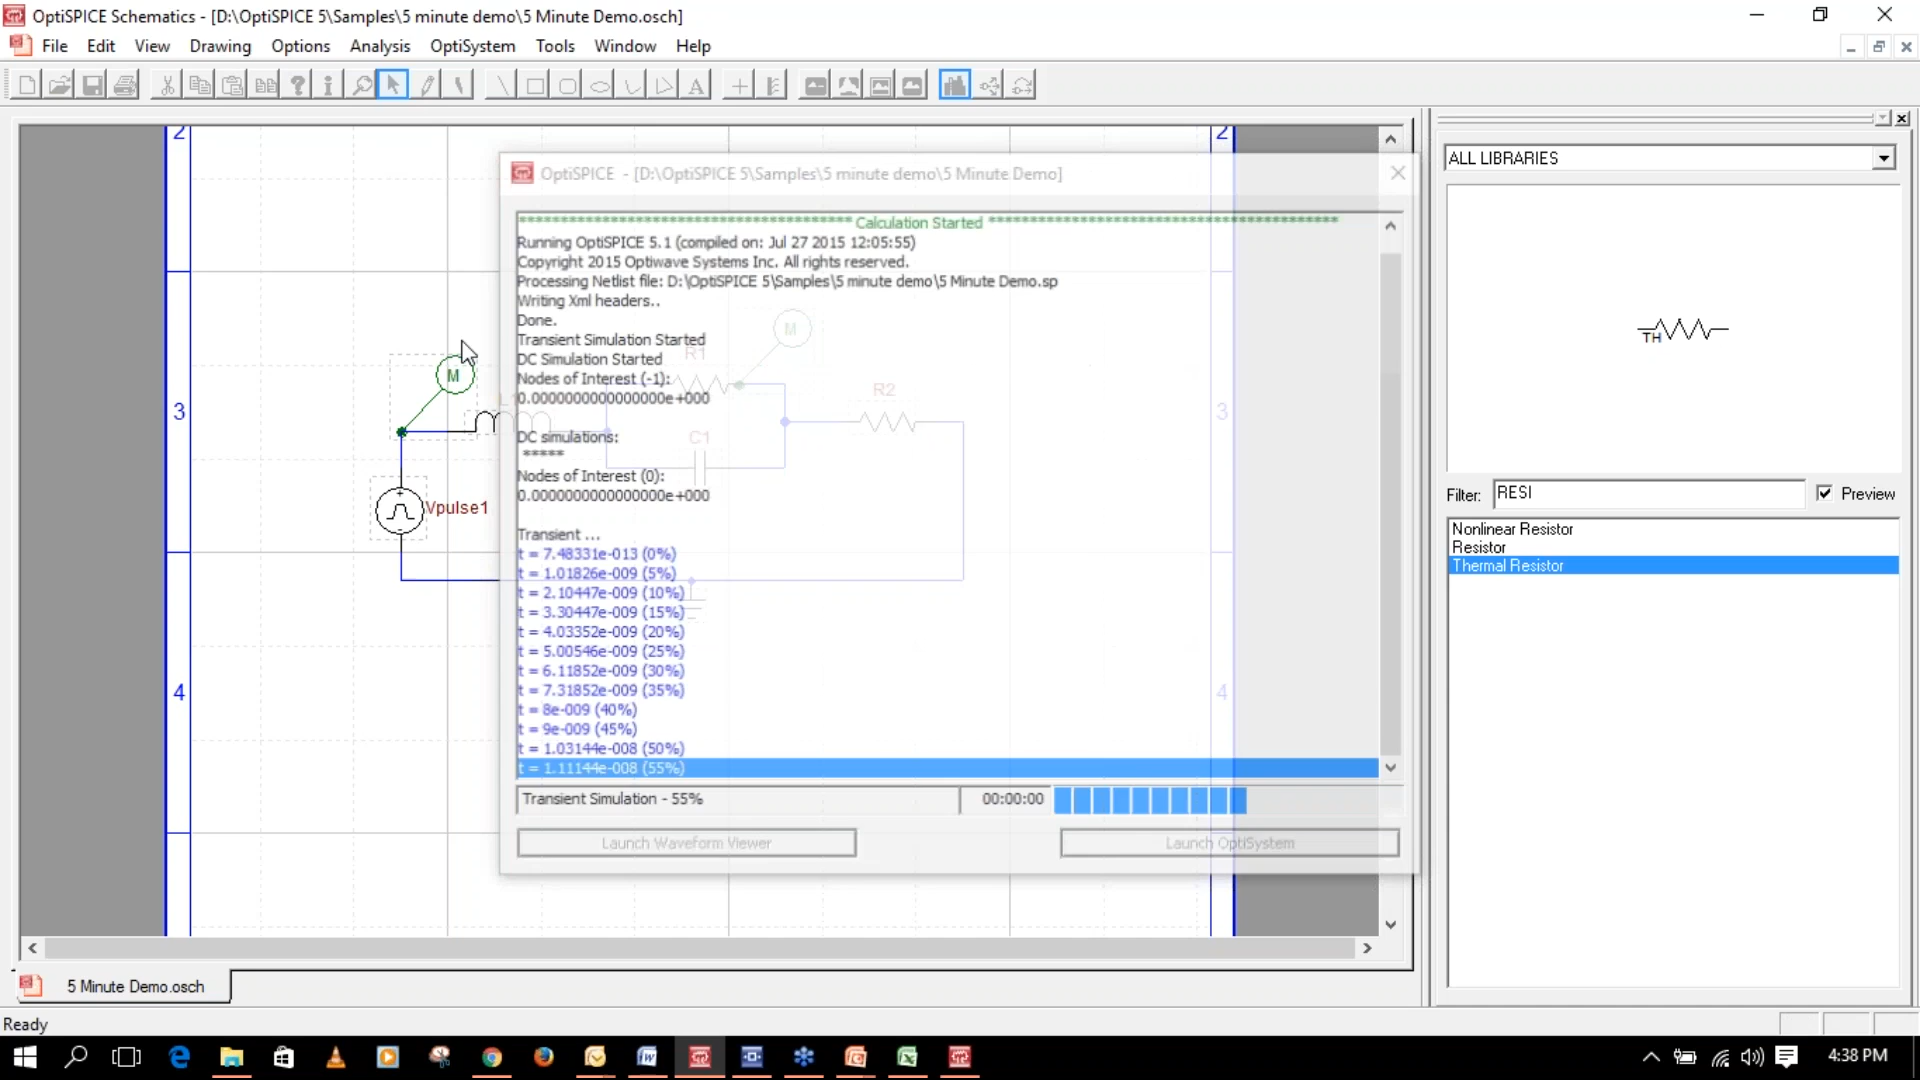 OptiSPICE Schematics - [D:\OptiSPICE 5\Samples\5 minute demo\5 Minute Demo.osch]
File Edit View Drawing Options Analysis OptiSystem Tools Window Help
2 2
ALL LIBRARIES
OptiSPICE - [D:\OptiSPICE 5\Samples\5 minute demo\5 Minute Demo]
************************************** Calculation Started ****************************************
Running OptiSPICE 5.1 (compiled on: Jul 27 2015 12:05:55)
Copyright 2015 Optiwave Systems Inc. All rights reserved.
Processing Netlist file: D:\OptiSPICE 5\Samples\5 minute demo\5 Minute Demo.sp
Writing Xml headers..
Done.
Transient Simulation Started
DC Simulation Started
Nodes of Interest (-1):
0.0000000000000000e+000
DC simulations:
*****
Nodes of Interest (0):
0.0000000000000000e+000
Transient ...
t = 7.48331e-013 (0%)
t = 1.01826e-009 (5%)
t = 2.10447e-009 (10%)
t = 3.30447e-009 (15%)
t = 4.03352e-009 (20%)
t = 5.00546e-009 (25%)
t = 6.11852e-009 (30%)
t = 7.31852e-009 (35%)
t = 8e-009 (40%)
t = 9e-009 (45%)
t = 1.03144e-008 (50%)
t = 1.11144e-008 (55%)
Transient Simulation - 55% 00:00:00
Launch Waveform Viewer Launch OptiSystem
M
M
R1
R2
C1
3 3
Vpulse1
4 4
TH
Filter: RESI Preview
Nonlinear Resistor
Resistor
Thermal Resistor
5 Minute Demo.osch
Ready
4:38 PM